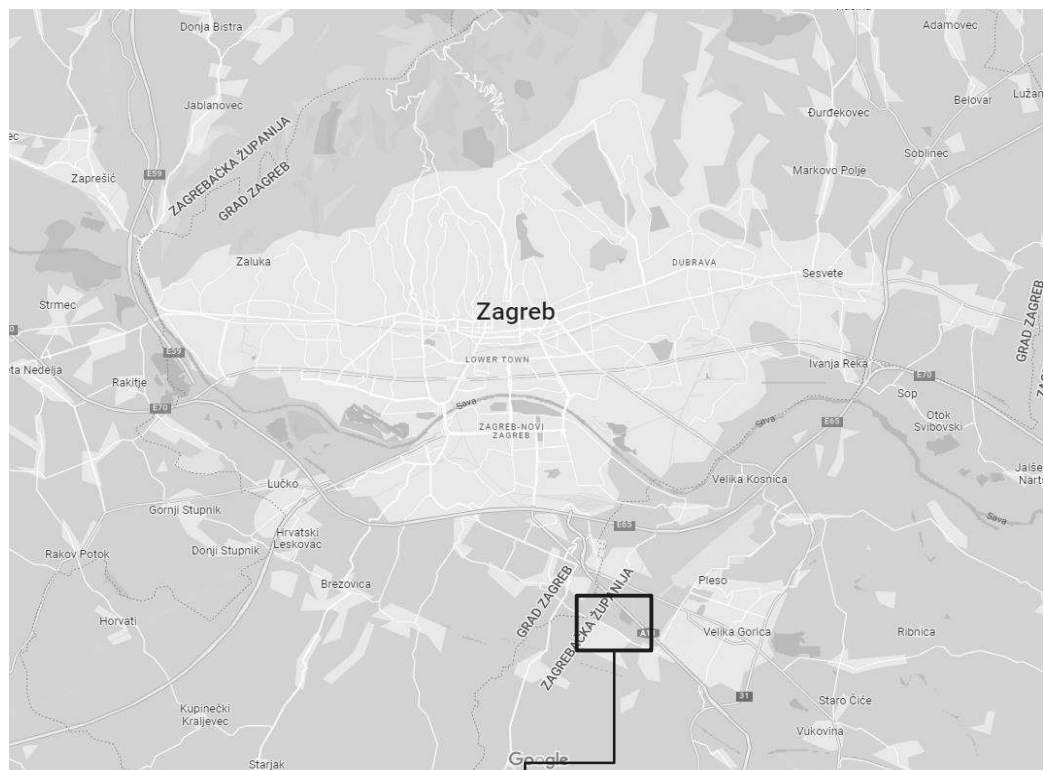 Donja Bistra
Adamovec
Jablanovec
Belovar
Đurđekovec
ZAGREBAČKA ŽUPANIJA
GRAD ZAGREB
Soblinec
Zaprešić
E59
Markovo Polje
Zaluka
DUBRAVA
Sesvete
Strmec
Zagreb
GRAD ZAGREB
E59
LOWER TOWN
Ivanja Reka
Rakitje
E70
Sop
E70
Sava
Otok
Svibovski
ZAGREB-NOVI
ZAGREB
Sava
E65
Lučko
Velika Kosnica
Gornji Stupnik
Sava
E65
Hrvatski
Leskovac
Rakov Potok
Donji Stupnik
Brezovica
Pleso
GRAD ZAGREB
ZAGREBAČKA ŽUPANIJA
Horvati
A11
Velika Gorica
Ribnica
31
Staro Čiče
Kupinečki
Kraljevec
Vukovina
Google
Starjak